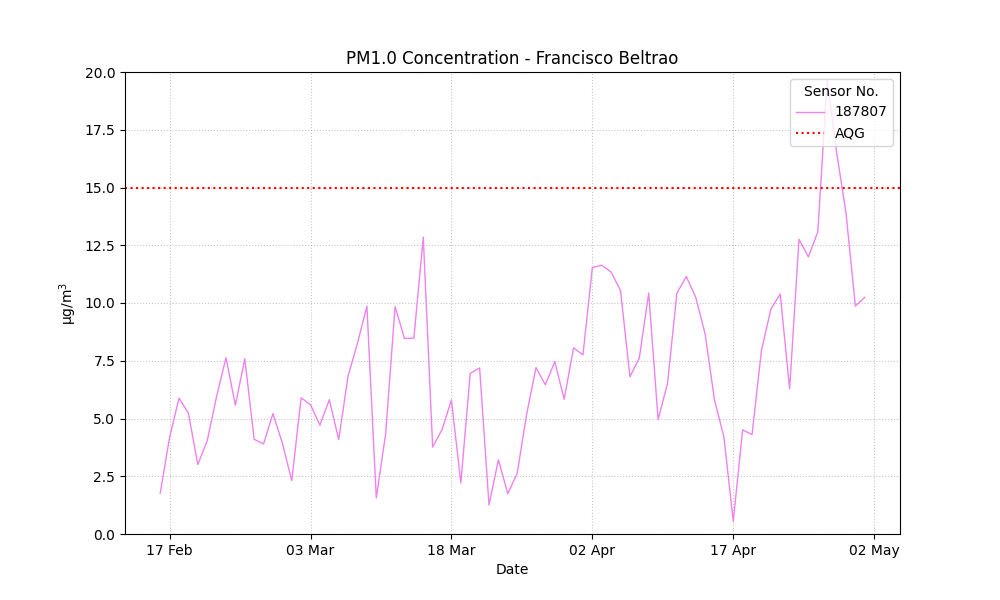 PM1.0 Concentration - Francisco Beltrao
Sensor No.
187807
AQG
20.0
17.5
15.0
12.5
10.0
7.5
5.0
2.5
0.0
µg/m³
17 Feb
03 Mar
18 Mar
02 Apr
17 Apr
02 May
Date